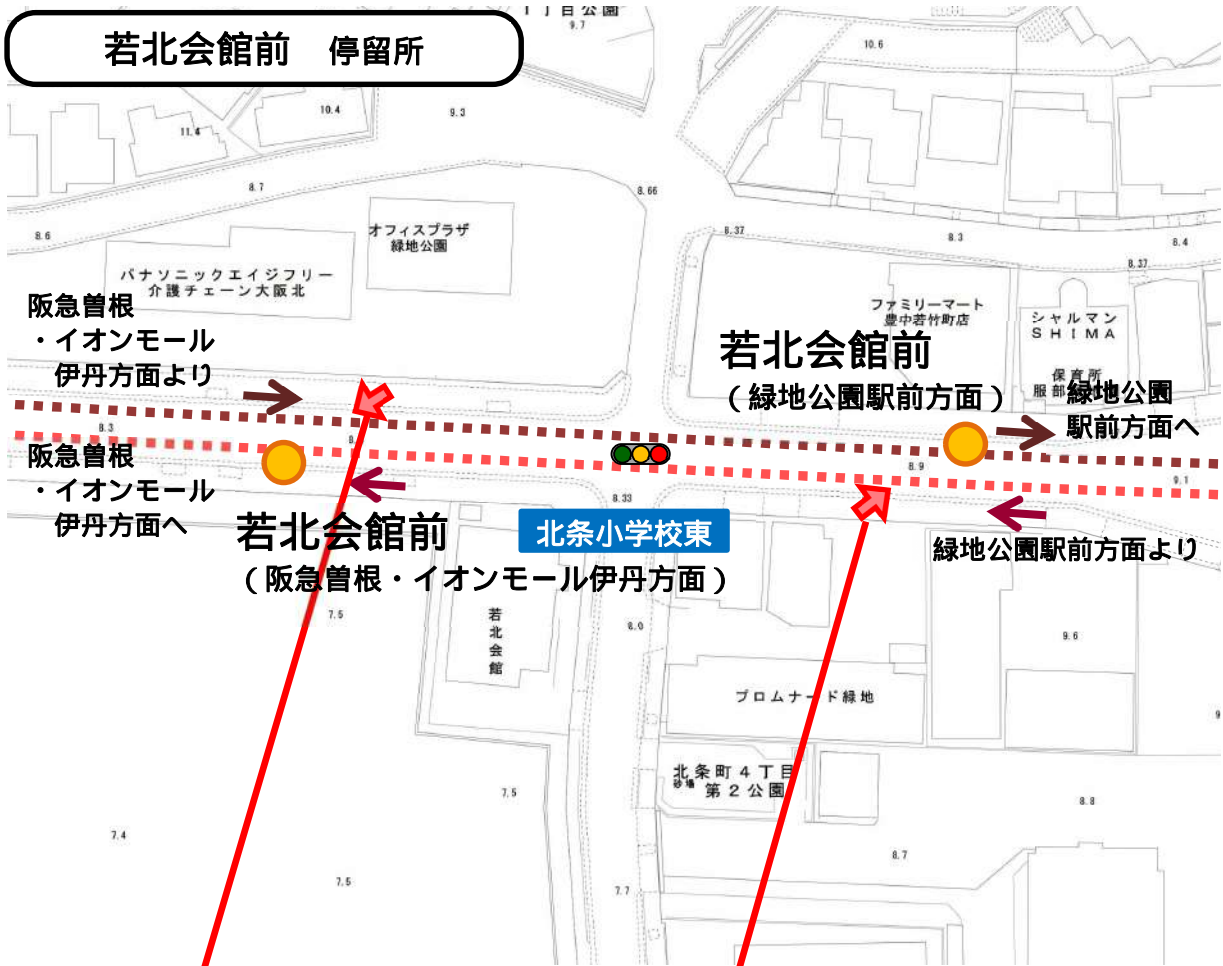 若北会館前　停留所
１丁目公園
9.7
10.6
10.4
9.3
11.4
8.7
8.66
8.6
8.37
8.3
8.4
8.37
オフィスプラザ
緑地公園
パナソニックエイジフリー
介護チェーン大阪北
阪急曽根
・イオンモール
伊丹方面より
ファミリーマート
豊中若竹町店
シャルマン
ＳＨＩＭＡ
保育所
服部
若北会館前
（緑地公園駅前方面）
緑地公園
駅前方面へ
8.3
8.9
9.1
阪急曽根
・イオンモール
伊丹方面へ
8.33
若北会館前
（阪急曽根・イオンモール伊丹方面）
北条小学校東
緑地公園駅前方面より
7.5
若北会館
8.0
9.6
プロムナード緑地
北条町４丁目
砂場
第２公園
7.5
8.8
7.4
8.7
7.5
7.7